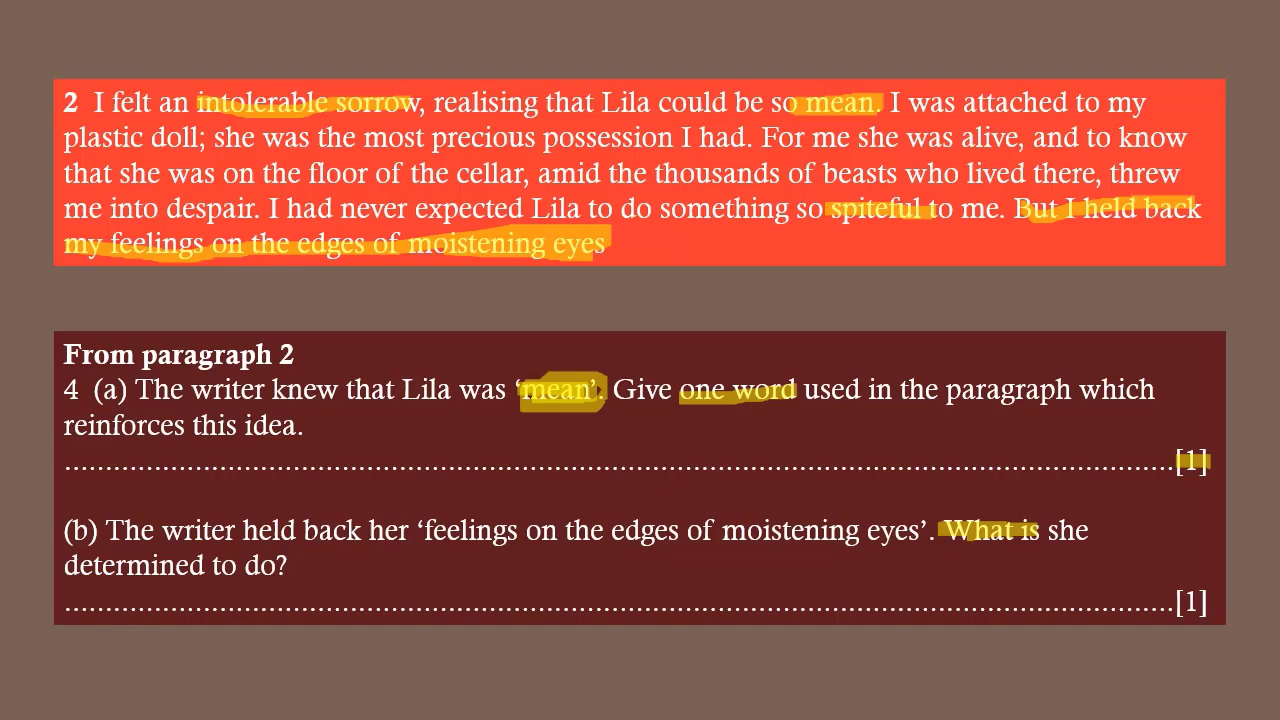 2 I felt an intolerable sorrow, realising that Lila could be so mean. I was attached to my
plastic doll; she was the most precious possession I had. For me she was alive, and to know
that she was on the floor of the cellar, amid the thousands of beasts who lived there, threw
me into despair. I had never expected Lila to do something so spiteful to me. But I held back
my feelings on the edges of moistening eyes
From paragraph 2
4 (a) The writer knew that Lila was ‘mean’. Give one word used in the paragraph which
reinforces this idea.
........................................................................................................................................[1]
(b) The writer held back her ‘feelings on the edges of moistening eyes’. What is she
determined to do?
........................................................................................................................................[1]